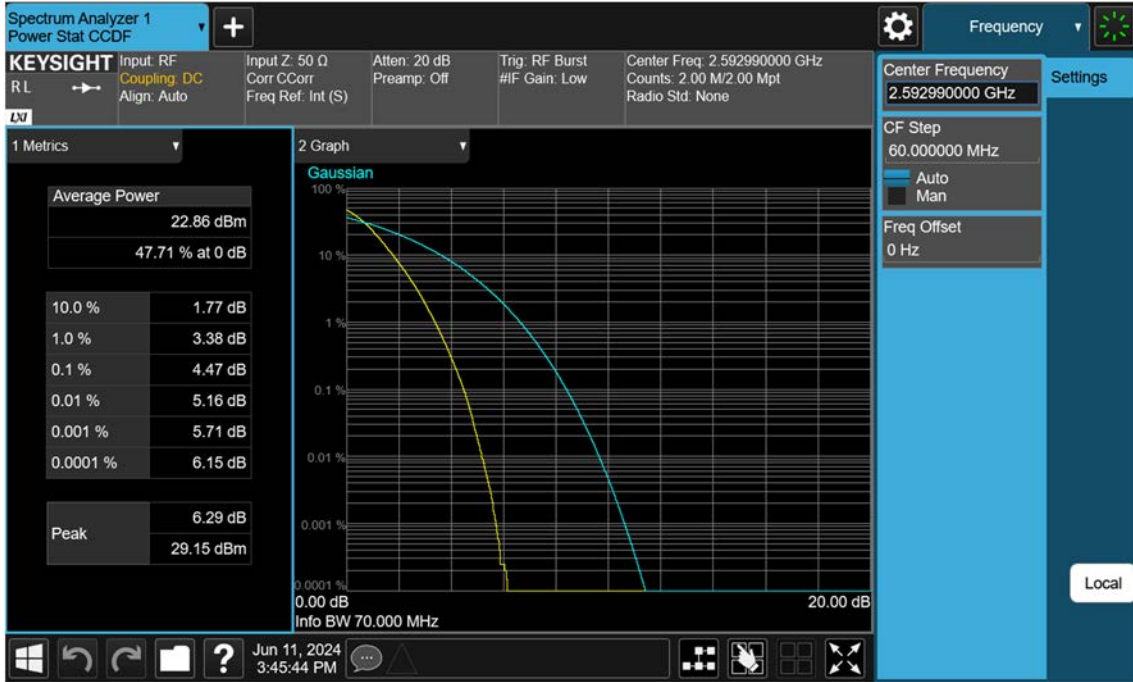 Spectrum Analyzer 1
Power Stat CCDF
Frequency
KEYSIGHT
R L
LXI
Input: RF
Coupling: DC
Align: Auto
Input Z: 50 Ω
Corr CCorr
Freq Ref: Int (S)
Atten: 20 dB
Preamp: Off
Trig: RF Burst
#IF Gain: Low
Center Freq: 2.592990000 GHz
Counts: 2.00 M/2.00 Mpt
Radio Std: None
Center Frequency
2.592990000 GHz
Settings
CF Step
60.000000 MHz
Auto
Man
Freq Offset
0 Hz
1 Metrics
Average Power
22.86 dBm
47.71 % at 0 dB
10.0 % 1.77 dB
1.0 % 3.38 dB
0.1 % 4.47 dB
0.01 % 5.16 dB
0.001 % 5.71 dB
0.0001 % 6.15 dB
Peak
6.29 dB
29.15 dBm
2 Graph
Gaussian
100 %
10 %
1 %
0.1 %
0.01 %
0.001 %
0.0001 %
0.00 dB 20.00 dB
Info BW 70.000 MHz
Local
?
Jun 11, 2024
3:45:44 PM